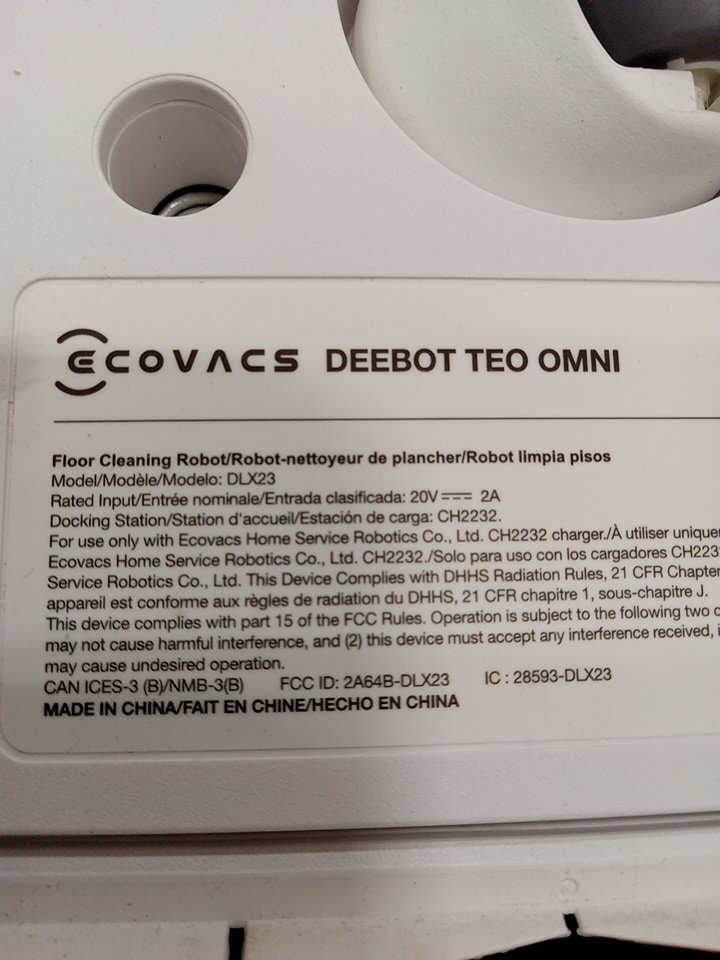 ECOVACS DEEBOT TEO OMNI
Floor Cleaning Robot/Robot-nettoyeur de plancher/Robot limpia pisos
Model/Modèle/Modelo: DLX23
Rated Input/Entrée nominale/Entrada clasificada: 20V⎓ 2A
Docking Station/Station d'accueil/Estación de carga: CH2232.
For use only with Ecovacs Home Service Robotics Co., Ltd. CH2232 charger./À utiliser
Ecovacs Home Service Robotics Co., Ltd. CH2232./Solo para uso con los cargadores
Service Robotics Co., Ltd. This Device Complies with DHHS Radiation Rules, 21 CFR Chapter
appareil est conforme aux règles de radiation du DHHS, 21 CFR chapitre 1, sous-chapitre J.
This device complies with part 15 of the FCC Rules. Operation is subject to the following two
may not cause harmful interference, and (2) this device must accept any interference received,
may cause undesired operation.
CAN ICES-3 (B)/NMB-3(B) FCC ID: 2A64B-DLX23 IC : 28593-DLX23
MADE IN CHINA/FAIT EN CHINE/HECHO EN CHINA